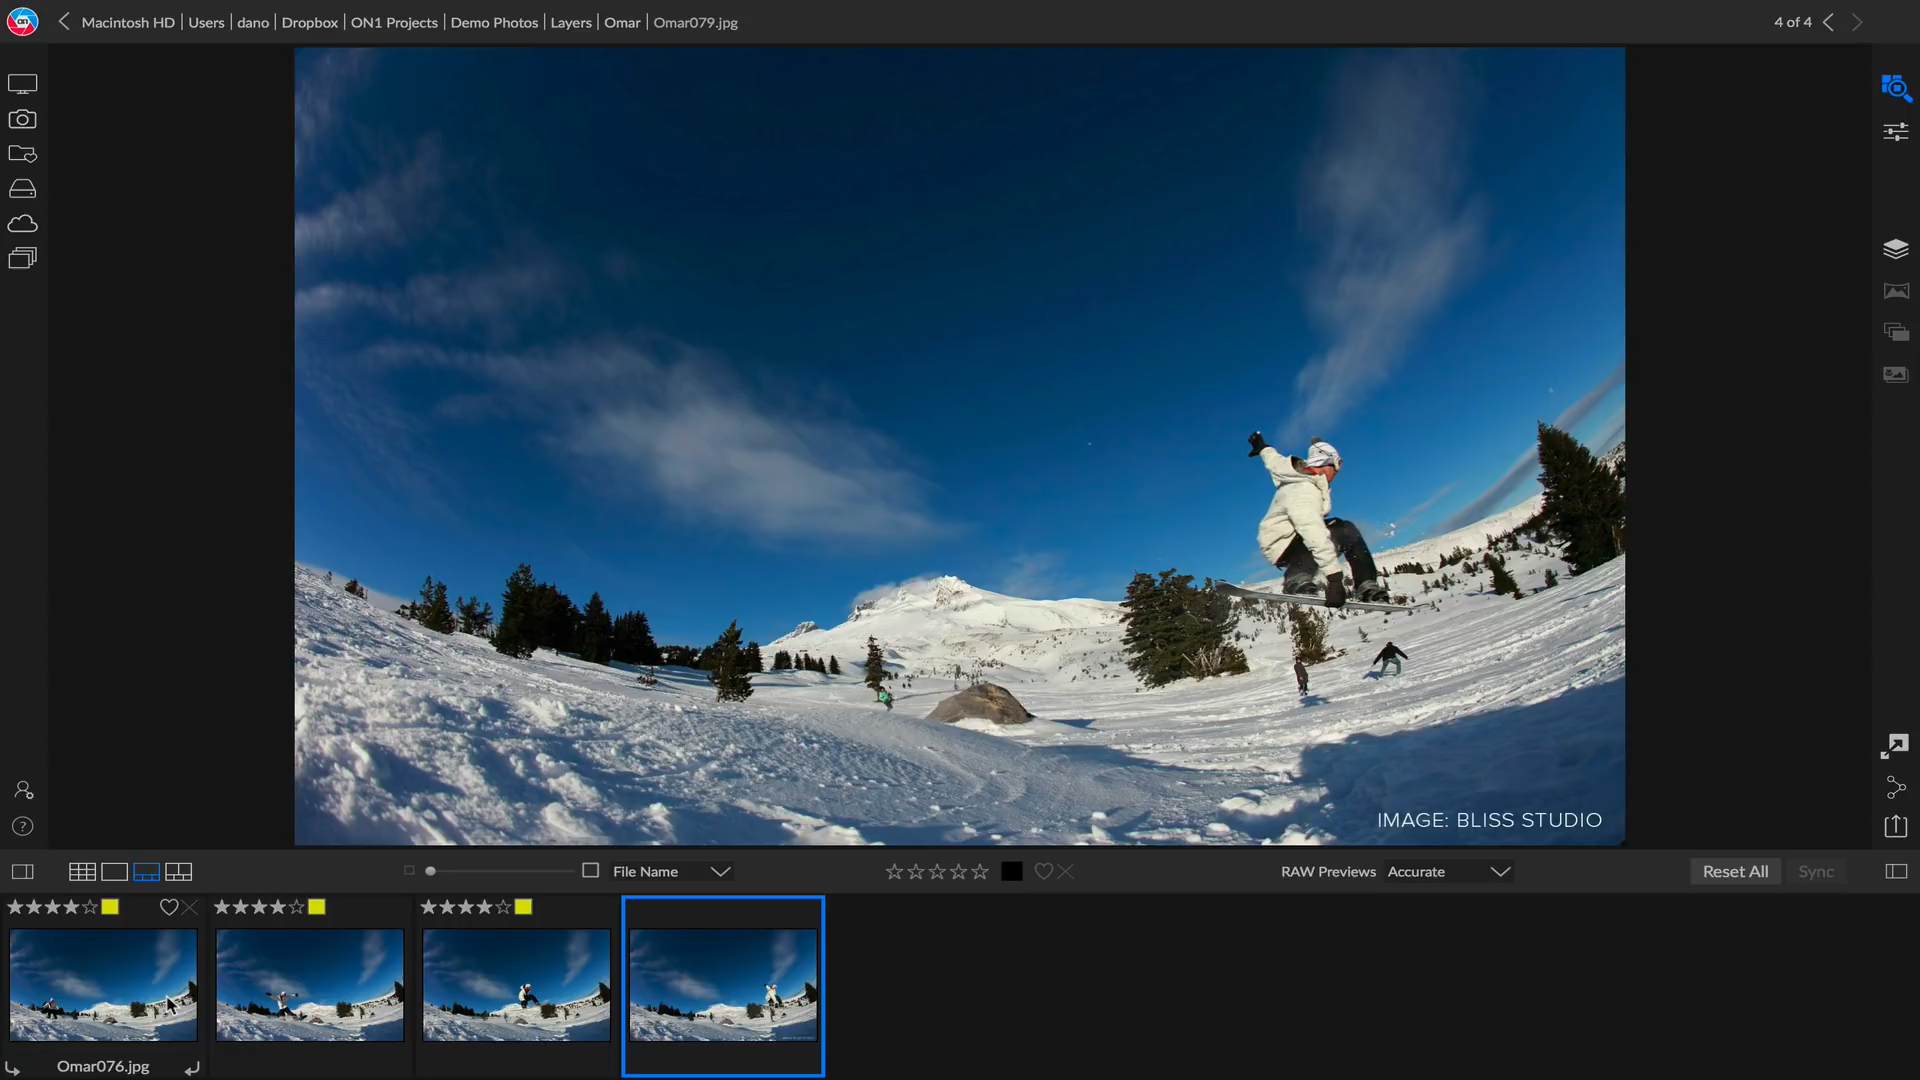 Macintosh HD | Users | dano | Dropbox | ON1 Projects | Demo Photos | Layers | Omar | Omar079.jpg
4 of 4
IMAGE: BLISS STUDIO
File Name
RAW Previews Accurate
Reset All
Sync
Omar076.jpg